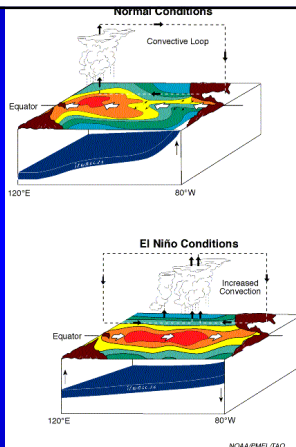 Normal Conditions
Convective Loop
Equator
120°E
80°W
El Niño Conditions
Increased
Convection
Equator
120°E
80°W
NOAA/PMEL/TAO